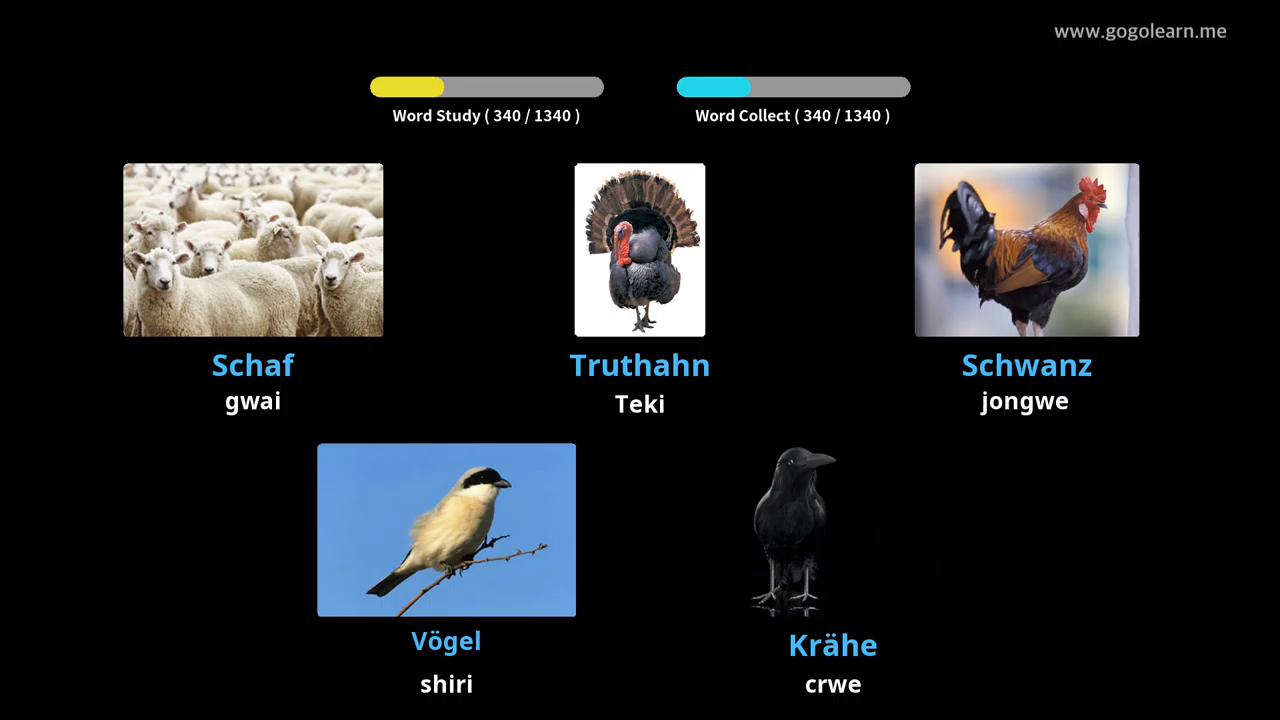 www.gogolearn.me
Word Study ( 340 / 1340 )
Word Collect ( 340 / 1340 )
Schaf
gwai
Truthahn
Teki
Schwanz
jongwe
Vögel
shiri
Krähe
crwe